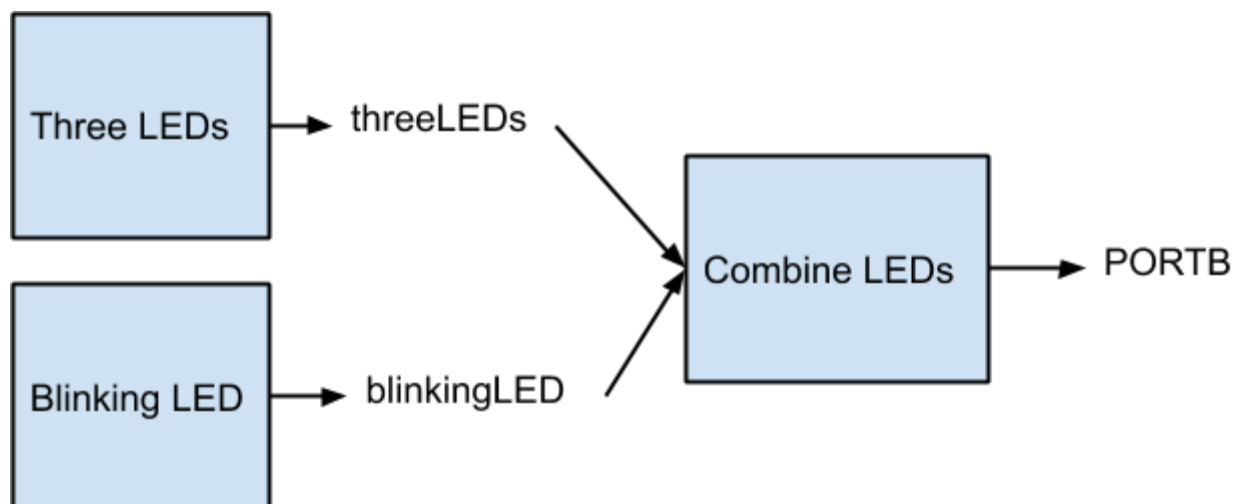 Three LEDs
threeLEDs
Combine LEDs
PORTB
Blinking LED
blinkingLED